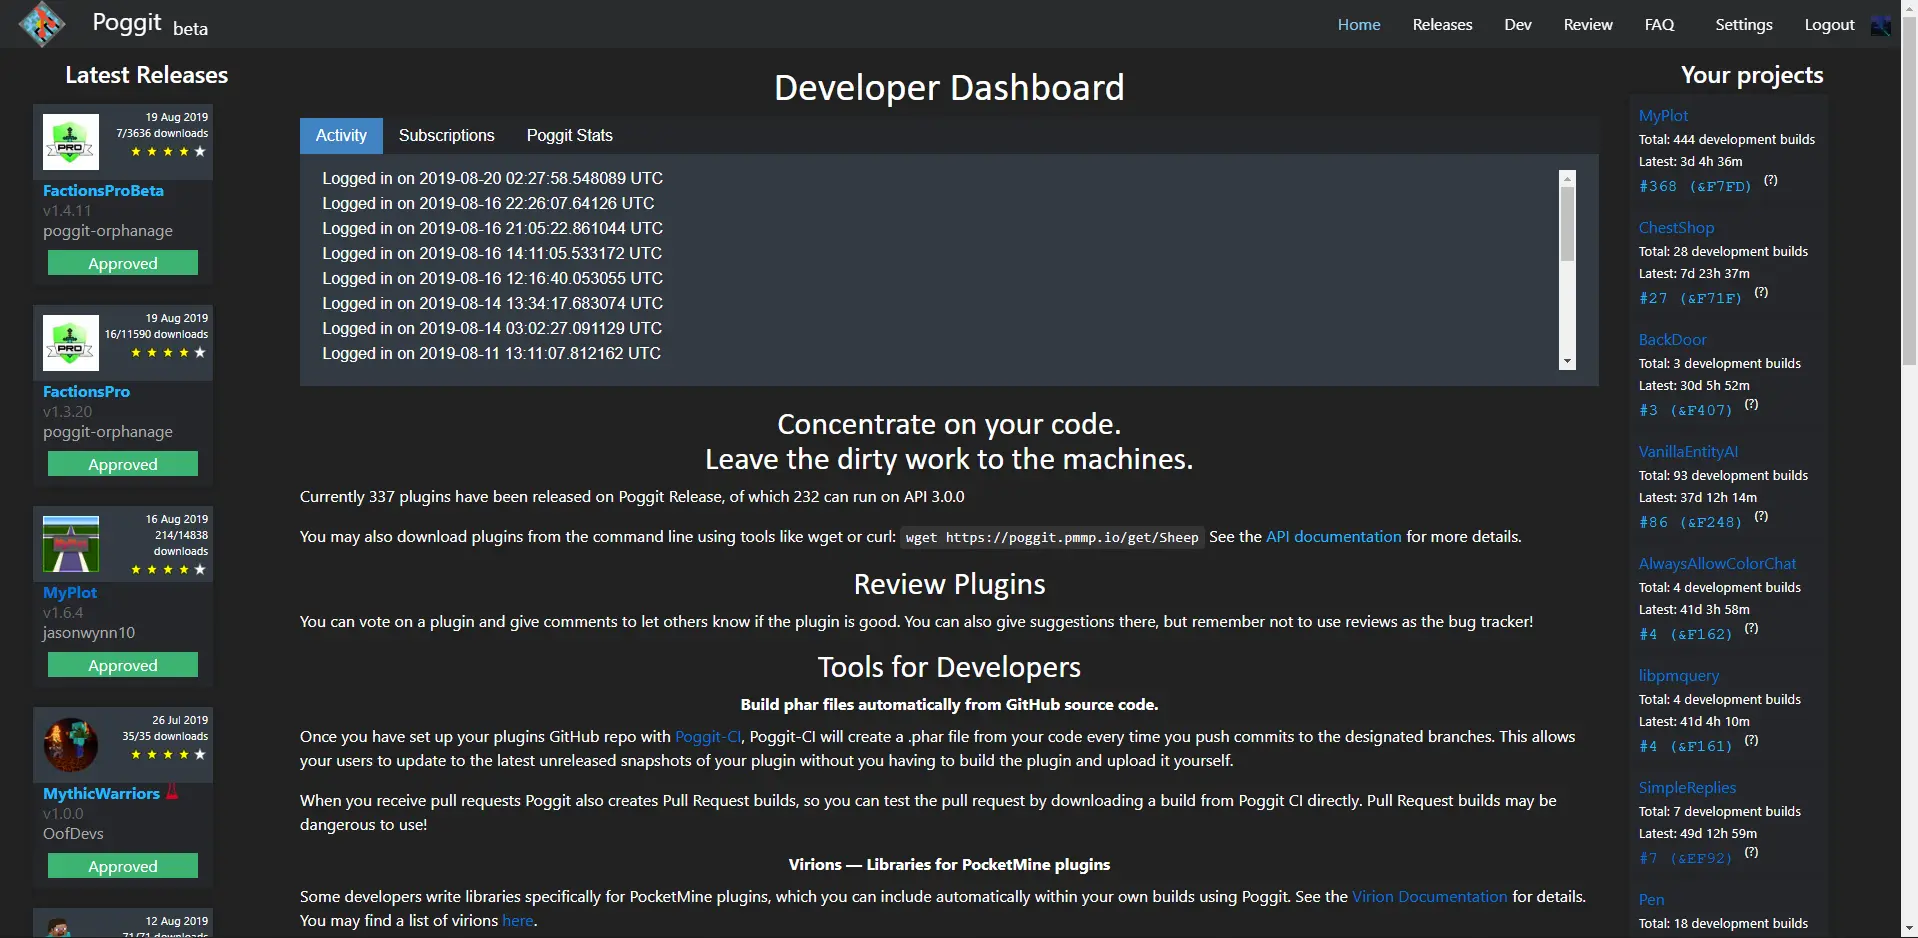 Poggit beta
Home Releases Dev Review FAQ Settings Logout
Latest Releases
19 Aug 2019
7/3636 downloads
PRO
FactionsProBeta
v1.4.11
poggit-orphanage
Approved
19 Aug 2019
16/11590 downloads
PRO
FactionsPro
v1.3.20
poggit-orphanage
Approved
16 Aug 2019
214/14838
downloads
MyPlot
v1.6.4
jasonwynn10
Approved
26 Jul 2019
35/35 downloads
MythicWarriors
v1.0.0
OofDevs
Approved
12 Aug 2019
71/71 downloads
Developer Dashboard
Activity Subscriptions Poggit Stats
Logged in on 2019-08-20 02:27:58.548089 UTC
Logged in on 2019-08-16 22:26:07.64126 UTC
Logged in on 2019-08-16 21:05:22.861044 UTC
Logged in on 2019-08-16 14:11:05.533172 UTC
Logged in on 2019-08-16 12:16:40.053055 UTC
Logged in on 2019-08-14 13:34:17.683074 UTC
Logged in on 2019-08-14 03:02:27.091129 UTC
Logged in on 2019-08-11 13:11:07.812162 UTC
Concentrate on your code.
Leave the dirty work to the machines.
Currently 337 plugins have been released on Poggit Release, of which 232 can run on API 3.0.0
You may also download plugins from the command line using tools like wget or curl: wget https://poggit.pmmp.io/get/Sheep See the API documentation for more details.
Review Plugins
You can vote on a plugin and give comments to let others know if the plugin is good. You can also give suggestions there, but remember not to use reviews as the bug tracker!
Tools for Developers
Build phar files automatically from GitHub source code.
Once you have set up your plugins GitHub repo with Poggit-CI, Poggit-CI will create a .phar file from your code every time you push commits to the designated branches. This allows
your users to update to the latest unreleased snapshots of your plugin without you having to build the plugin and upload it yourself.
When you receive pull requests Poggit also creates Pull Request builds, so you can test the pull request by downloading a build from Poggit CI directly. Pull Request builds may be
dangerous to use!
Virions — Libraries for PocketMine plugins
Some developers write libraries specifically for PocketMine plugins, which you can include automatically within your own builds using Poggit. See the Virion Documentation for details.
You may find a list of virions here.
Your projects
MyPlot
Total: 444 development builds
Latest: 3d 4h 36m
#368 (&F7FD) (?)
ChestShop
Total: 28 development builds
Latest: 7d 23h 37m
#27 (&F71F) (?)
BackDoor
Total: 3 development builds
Latest: 30d 5h 52m
#3 (&F407) (?)
VanillaEntityAI
Total: 93 development builds
Latest: 37d 12h 14m
#86 (&F248) (?)
AlwaysAllowColorChat
Total: 4 development builds
Latest: 41d 3h 58m
#4 (&F162) (?)
libpmquery
Total: 4 development builds
Latest: 41d 4h 10m
#4 (&F161) (?)
SimpleReplies
Total: 7 development builds
Latest: 49d 12h 59m
#7 (&EF92) (?)
Pen
Total: 18 development builds